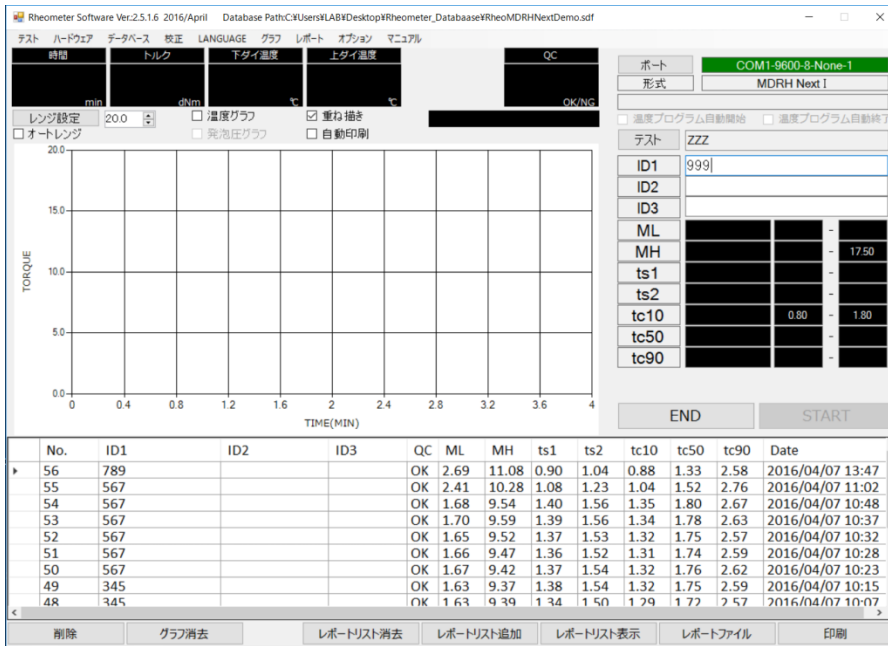 Rheometer Software Ver:2.5.1.6 2016/April Database Path:C:¥Users¥LAB¥Desktop¥Rheometer_Databaase¥RheoMDRHNextDemo.sdf
テスト ハードウェア データベース 校正 LANGUAGE グラフ レポート オプション マニュアル
時間 トルク 下ダイ温度 上ダイ温度 QC
min dNm ℃ ℃ OK/NG
レンジ設定 20.0 温度グラフ 重ね描き
オートレンジ 発泡圧グラフ 自動印刷
ポート COM1-9600-8-None-1
形式 MDRH Next I
温度プログラム自動開始 温度プログラム自動終了
テスト ZZZ
ID1 999
ID2
ID3
ML -
MH - 17.50
ts1 -
ts2 -
tc10 0.80 - 1.80
tc50 -
tc90 -
END START
TORQUE
20.0
15.0
10.0
5.0
0.0
0 0.4 0.8 1.2 1.6 2 2.4 2.8 3.2 3.6 4
TIME(MIN)
No. ID1 ID2 ID3 QC ML MH ts1 ts2 tc10 tc50 tc90 Date
56 789 OK 2.69 11.08 0.90 1.04 0.88 1.33 2.58 2016/04/07 13:47
55 567 OK 2.41 10.28 1.08 1.23 1.04 1.52 2.76 2016/04/07 11:02
54 567 OK 1.68 9.54 1.40 1.56 1.35 1.80 2.67 2016/04/07 10:48
53 567 OK 1.70 9.59 1.39 1.56 1.34 1.78 2.63 2016/04/07 10:37
52 567 OK 1.65 9.52 1.37 1.53 1.32 1.75 2.57 2016/04/07 10:32
51 567 OK 1.66 9.47 1.36 1.52 1.31 1.74 2.59 2016/04/07 10:28
50 567 OK 1.67 9.42 1.37 1.54 1.32 1.76 2.62 2016/04/07 10:23
49 345 OK 1.63 9.37 1.38 1.54 1.32 1.75 2.59 2016/04/07 10:15
48 345 OK 1.63 9.39 1.34 1.50 1.29 1.72 2.57 2016/04/07 10:07
削除 グラフ消去 レポートリスト消去 レポートリスト追加 レポートリスト表示 レポートファイル 印刷